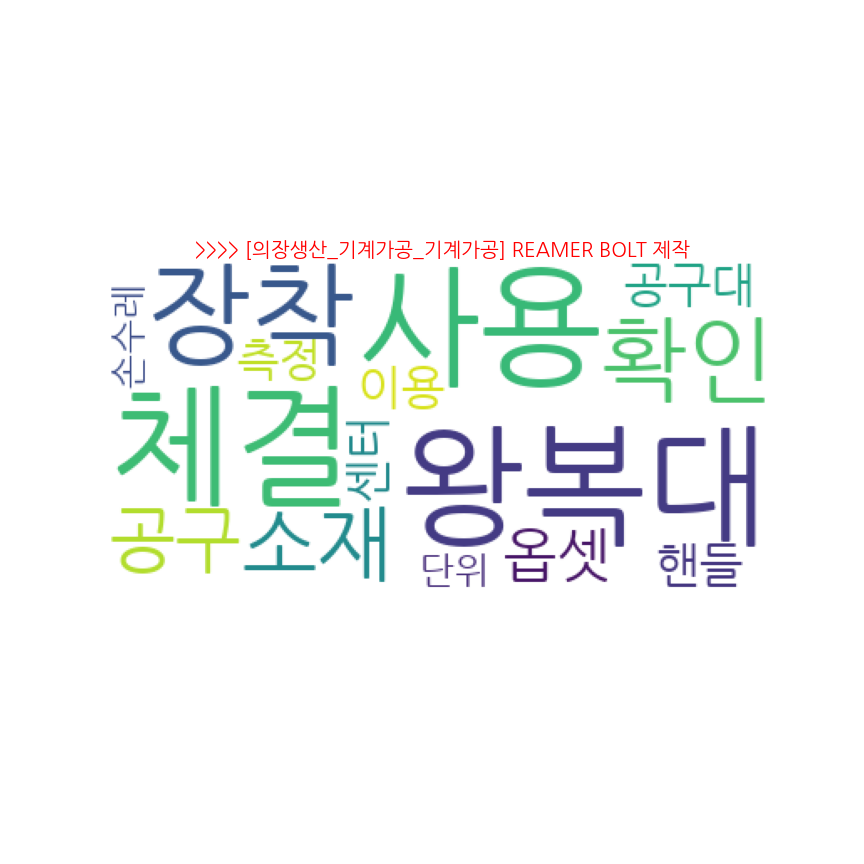 >>>> [의장생산_기계가공_기계가공] REAMER BOLT 제작
손수레
장착
측정
사용
이용
공구대
확인
체결
센터
왕복대
공구
소재
단위
옵셋
핸들